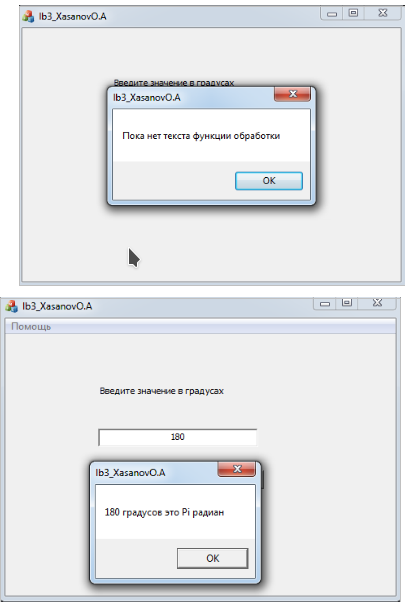 lb3_XasanovO.A
Введите значение в градусах
lb3_XasanovO.A
Пока нет текста функции обработки
OK
lb3_XasanovO.A
Помощь
Введите значение в градусах
180
lb3_XasanovO.A
180 градусов это Pi радиан
OK